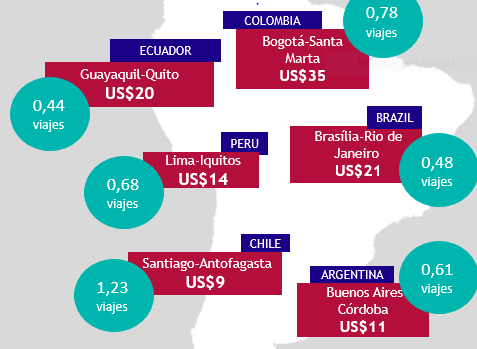 COLOMBIA
Bogotá-Santa
Marta
US$35
0,78
viajes
ECUADOR
Guayaquil-Quito
US$20
0,44
viajes
BRAZIL
Brasília-Rio de
Janeiro
US$21
0,48
viajes
PERU
Lima-Iquitos
US$14
0,68
viajes
CHILE
Santiago-Antofagasta
US$9
1,23
viajes
ARGENTINA
Buenos Aires
Córdoba
US$11
0,61
viajes